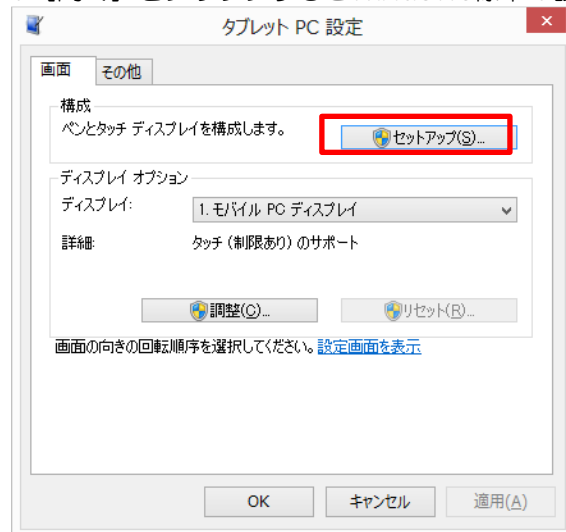 タブレット PC 設定
画面 その他
構成
ペンとタッチ ディスプレイを構成します。
セットアップ(S)...
ディスプレイ オプション
ディスプレイ: 1. モバイル PC ディスプレイ
詳細: タッチ (制限あり) のサポート
調整(C)... リセット(R)...
画面の向きの回転順序を選択してください。設定画面を表示
OK キャンセル 適用(A)